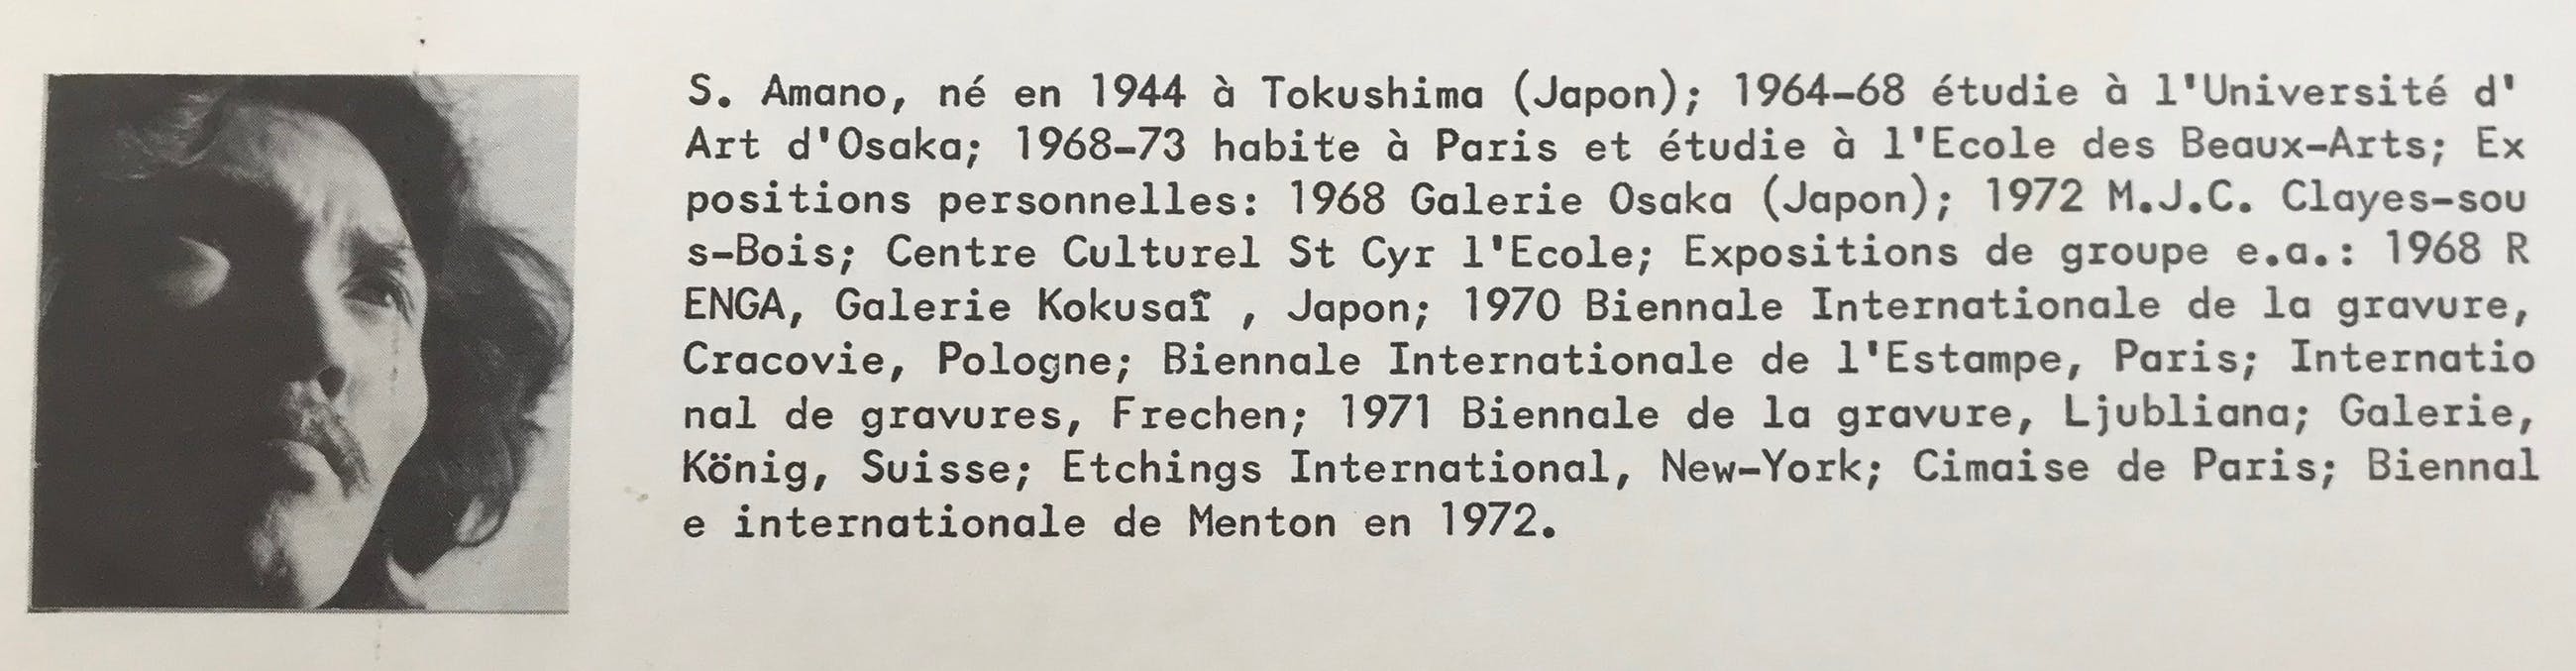 S. Amano, né en 1944 à Tokushima (Japon); 1964-68 étudie à l'Université d'
Art d'Osaka; 1968-73 habite à Paris et étudie à l'Ecole des Beaux-Arts; Ex
positions personnelles: 1968 Galerie Osaka (Japon); 1972 M.J.C. Clayes-sou
s-Bois; Centre Culturel St Cyr l'Ecole; Expositions de groupe e.a.: 1968 R
ENGA, Galerie Kokusaî , Japon; 1970 Biennale Internationale de la gravure,
Cracovie, Pologne; Biennale Internationale de l'Estampe, Paris; Internatio
nal de gravures, Frechen; 1971 Biennale de la gravure, Ljubliana; Galerie,
König, Suisse; Etchings International, New-York; Cimaise de Paris; Biennal
e internationale de Menton en 1972.